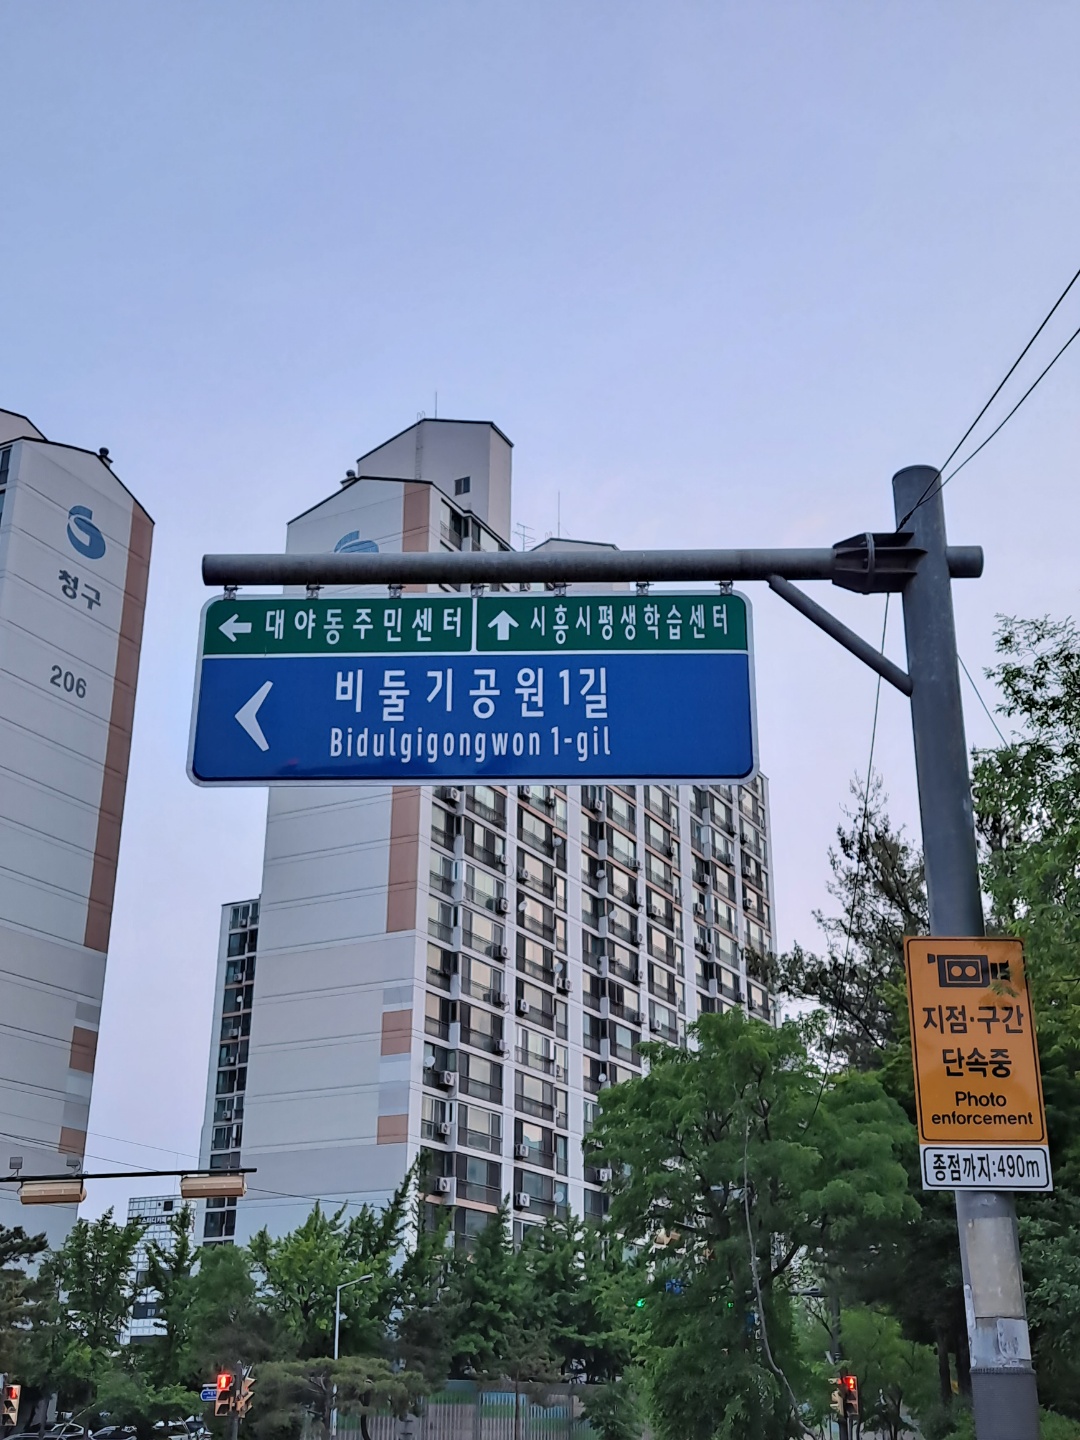 대야동주민센터
시흥시평생학습센터
비둘기공원1길
Bidulgigongwon 1-gil
청구
206
지점·구간
단속중
Photo
enforcement
종점까지:490m